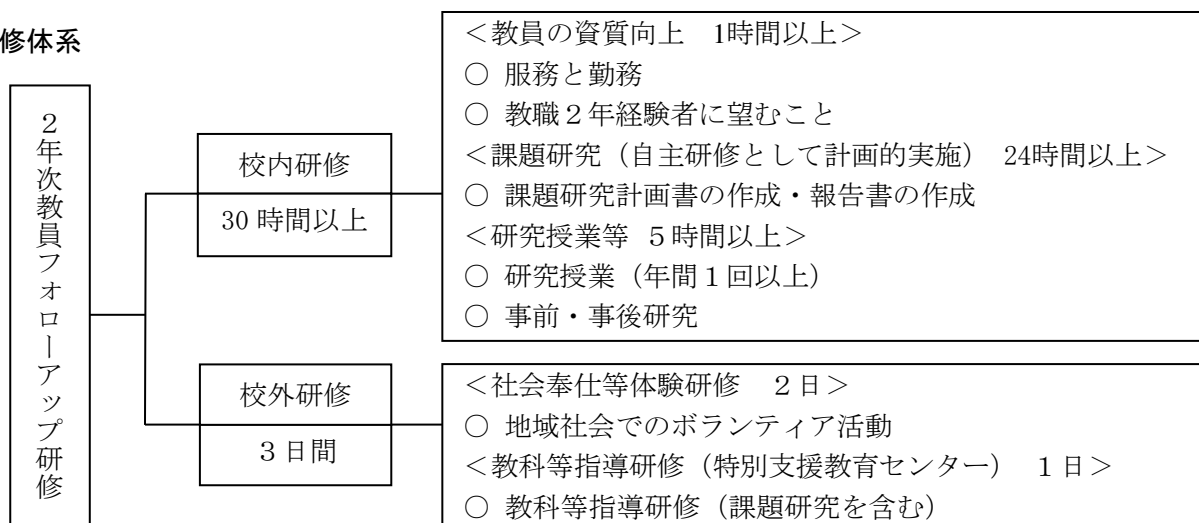 修体系
２年次教員フォローアップ研修
校内研修
30 時間以上
＜教員の資質向上　1時間以上＞
○ 服務と勤務
○ 教職２年経験者に望むこと
＜課題研究（自主研修として計画的実施）　24時間以上＞
○ 課題研究計画書の作成・報告書の作成
＜研究授業等　５時間以上＞
○ 研究授業（年間１回以上）
○ 事前・事後研究
校外研修
３日間
＜社会奉仕等体験研修　２日＞
○ 地域社会でのボランティア活動
＜教科等指導研修（特別支援教育センター）　１日＞
○ 教科等指導研修（課題研究を含む）